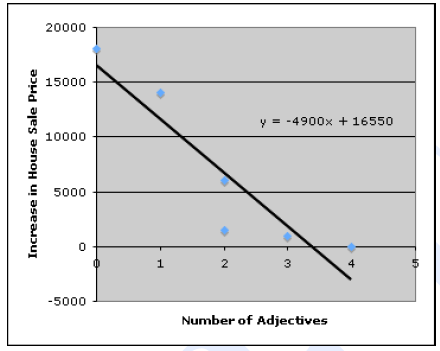 20000
15000
10000
5000
0
-5000
Increase in House Sale Price
y = -4900x + 16550
0 1 2 3 4 5
Number of Adjectives